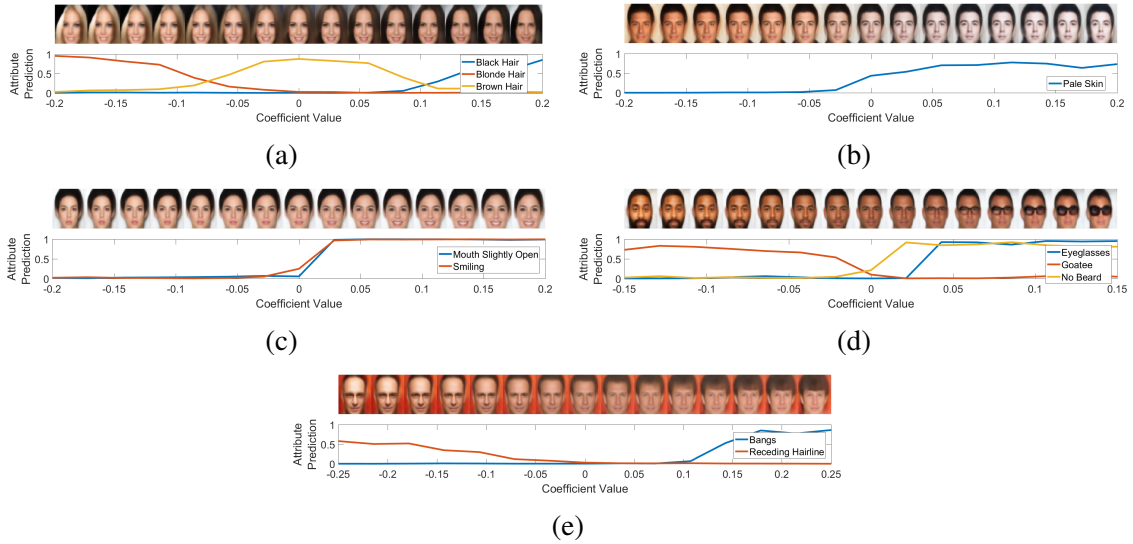 Attribute Prediction
1
0.5
0
Black Hair
Blonde Hair
Brown Hair
-0.2 -0.15 -0.1 -0.05 0 0.05 0.1 0.15 0.2
Coefficient Value
(a)
Attribute Prediction
1
0.5
0
Pale Skin
-0.2 -0.15 -0.1 -0.05 0 0.05 0.1 0.15 0.2
Coefficient Value
(b)
Attribute Prediction
1
0.5
0
Mouth Slightly Open
Smiling
-0.2 -0.15 -0.1 -0.05 0 0.05 0.1 0.15 0.2
Coefficient Value
(c)
Attribute Prediction
1
0.5
0
Eyeglasses
Goatee
No Beard
-0.15 -0.1 -0.05 0 0.05 0.1 0.15
Coefficient Value
(d)
Attribute Prediction
1
0.5
0
Bangs
Receding Hairline
-0.25 -0.2 -0.15 -0.1 -0.05 0 0.05 0.1 0.15 0.2 0.25
Coefficient Value
(e)